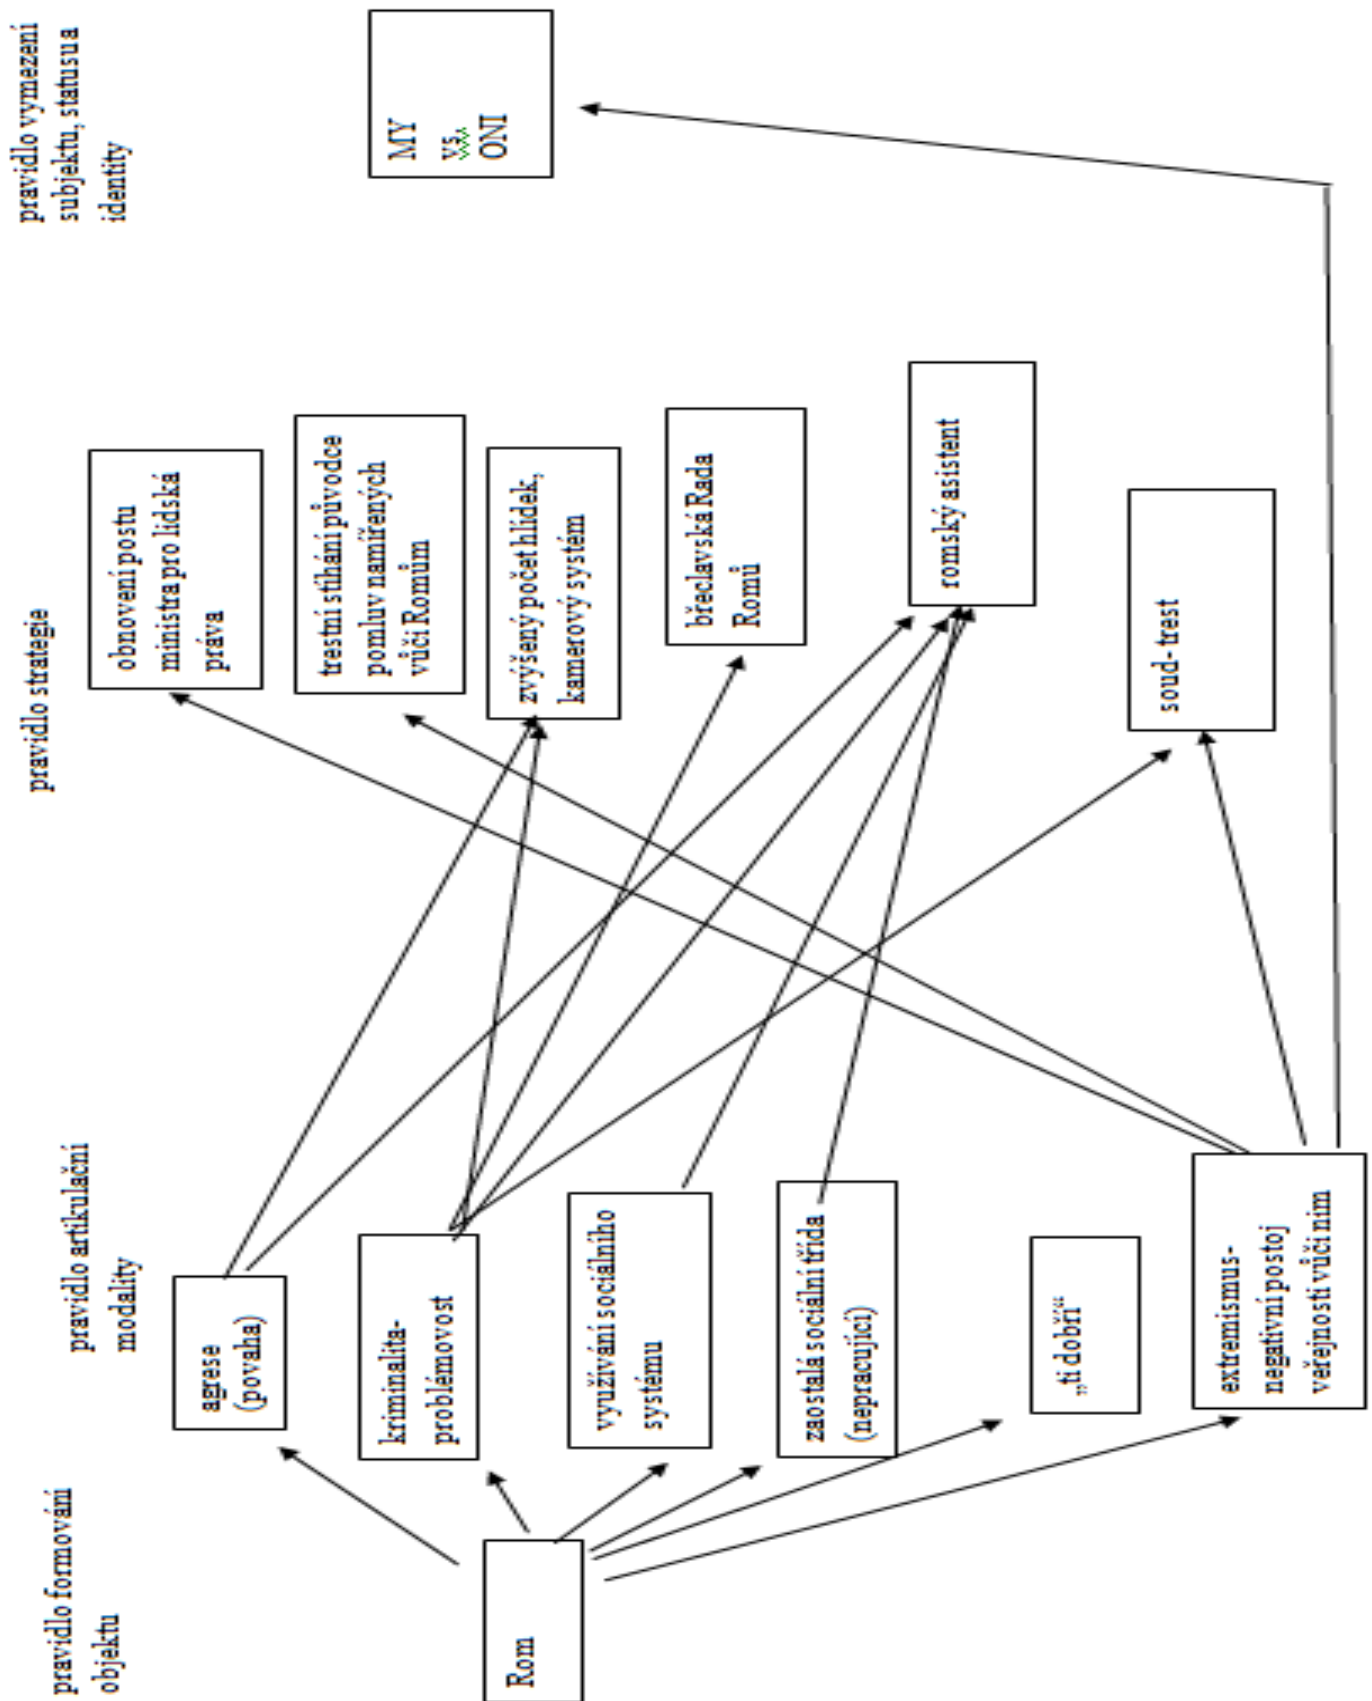 pravidlo formování
objektu
pravidlo artikulační
modality
pravidlo strategie
pravidlo vymezení
subjektu, statusu a
identity
Rom
agrese
(povaha)
kriminalita-
problémovost
využívání sociálního
systému
zaostalá sociální třída
(nepracující)
„ti dobří“
extremismus-
negativní postoj
veřejnosti vůči nim
obnovení postu
ministra pro lidská
práva
trestní stíhání původce
pomluv namířených
vůči Romům
zvýšený počet hlídek,
kamerový systém
břeclavská Rada
Romů
romský asistent
soud- trest
MY
vs.
ONI